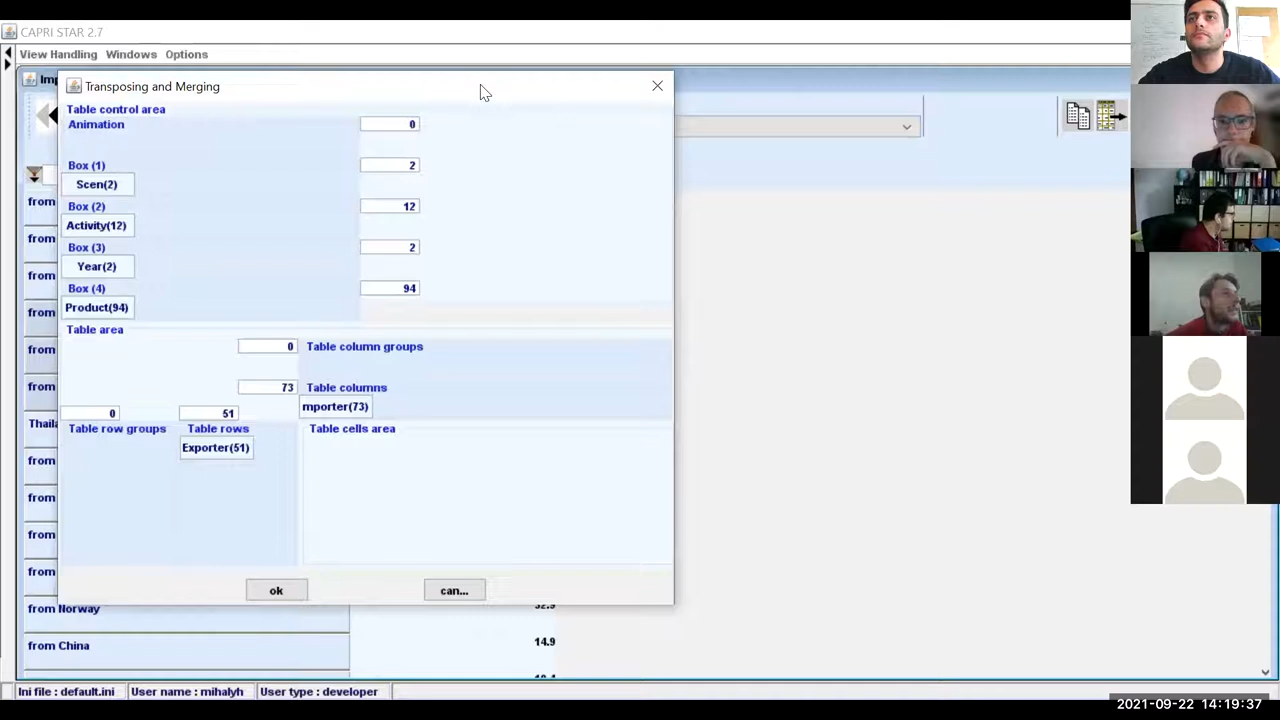 CAPRI STAR 2.7
View Handling Windows Options
Imp
Transposing and Merging
Table control area
Animation 0
Box (1) 2
Scen(2)
Box (2) 12
Activity(12)
Box (3) 2
Year(2)
Box (4) 94
Product(94)
Table area
0 Table column groups
73 Table columns
mporter(73)
0 51
Table row groups Table rows Table cells area
Exporter(51)
ok can...
from
from
from
from
from
from
Thaila
from
from
from
from
from Norway 32.9
from China 14.9
Ini file : default.ini User name : mihalyh User type : developer
2021-09-22 14:19:37